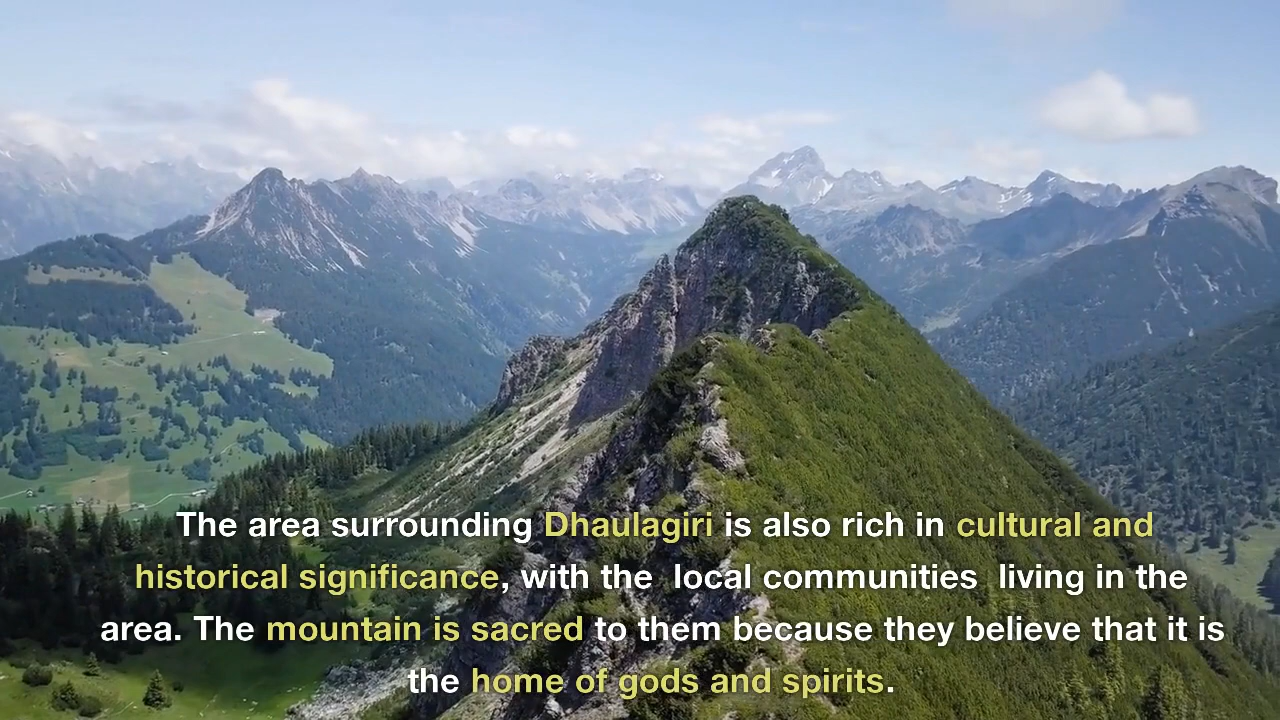 The area surrounding Dhaulagiri is also rich in cultural and
historical significance, with the local communities living in the
area. The mountain is sacred to them because they believe that it is
the home of gods and spirits.